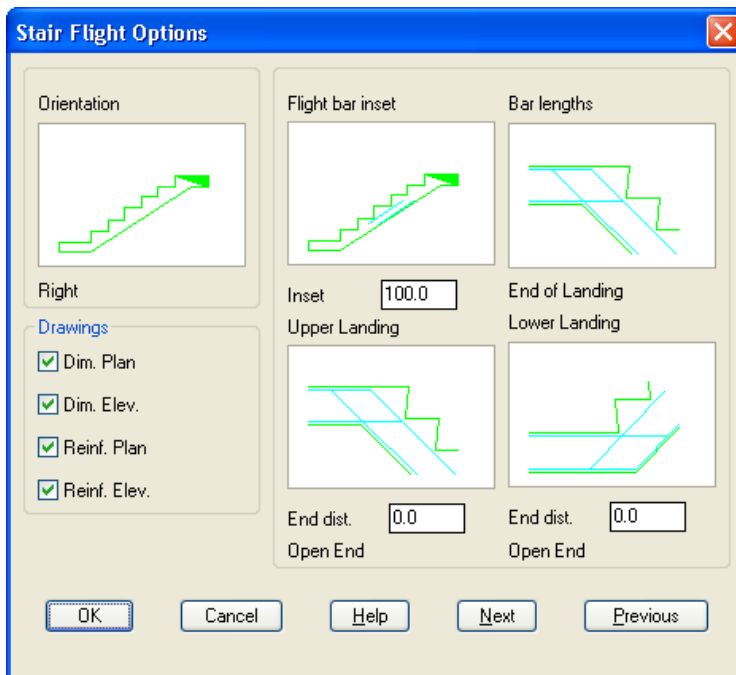 Stair Flight Options
Orientation
Right
Drawings
Dim. Plan
Dim. Elev.
Reinf. Plan
Reinf. Elev.
Flight bar inset
Inset 100.0
Bar lengths
End of Landing
Upper Landing
End dist. 0.0
Open End
Lower Landing
End dist. 0.0
Open End
OK Cancel Help Next Previous